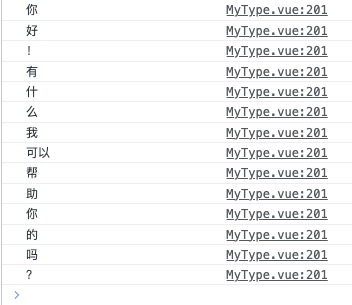 你 MyType.vue:201
好 MyType.vue:201
! MyType.vue:201
有 MyType.vue:201
什 MyType.vue:201
么 MyType.vue:201
我 MyType.vue:201
可以 MyType.vue:201
帮 MyType.vue:201
助 MyType.vue:201
你 MyType.vue:201
的 MyType.vue:201
吗 MyType.vue:201
? MyType.vue:201
>